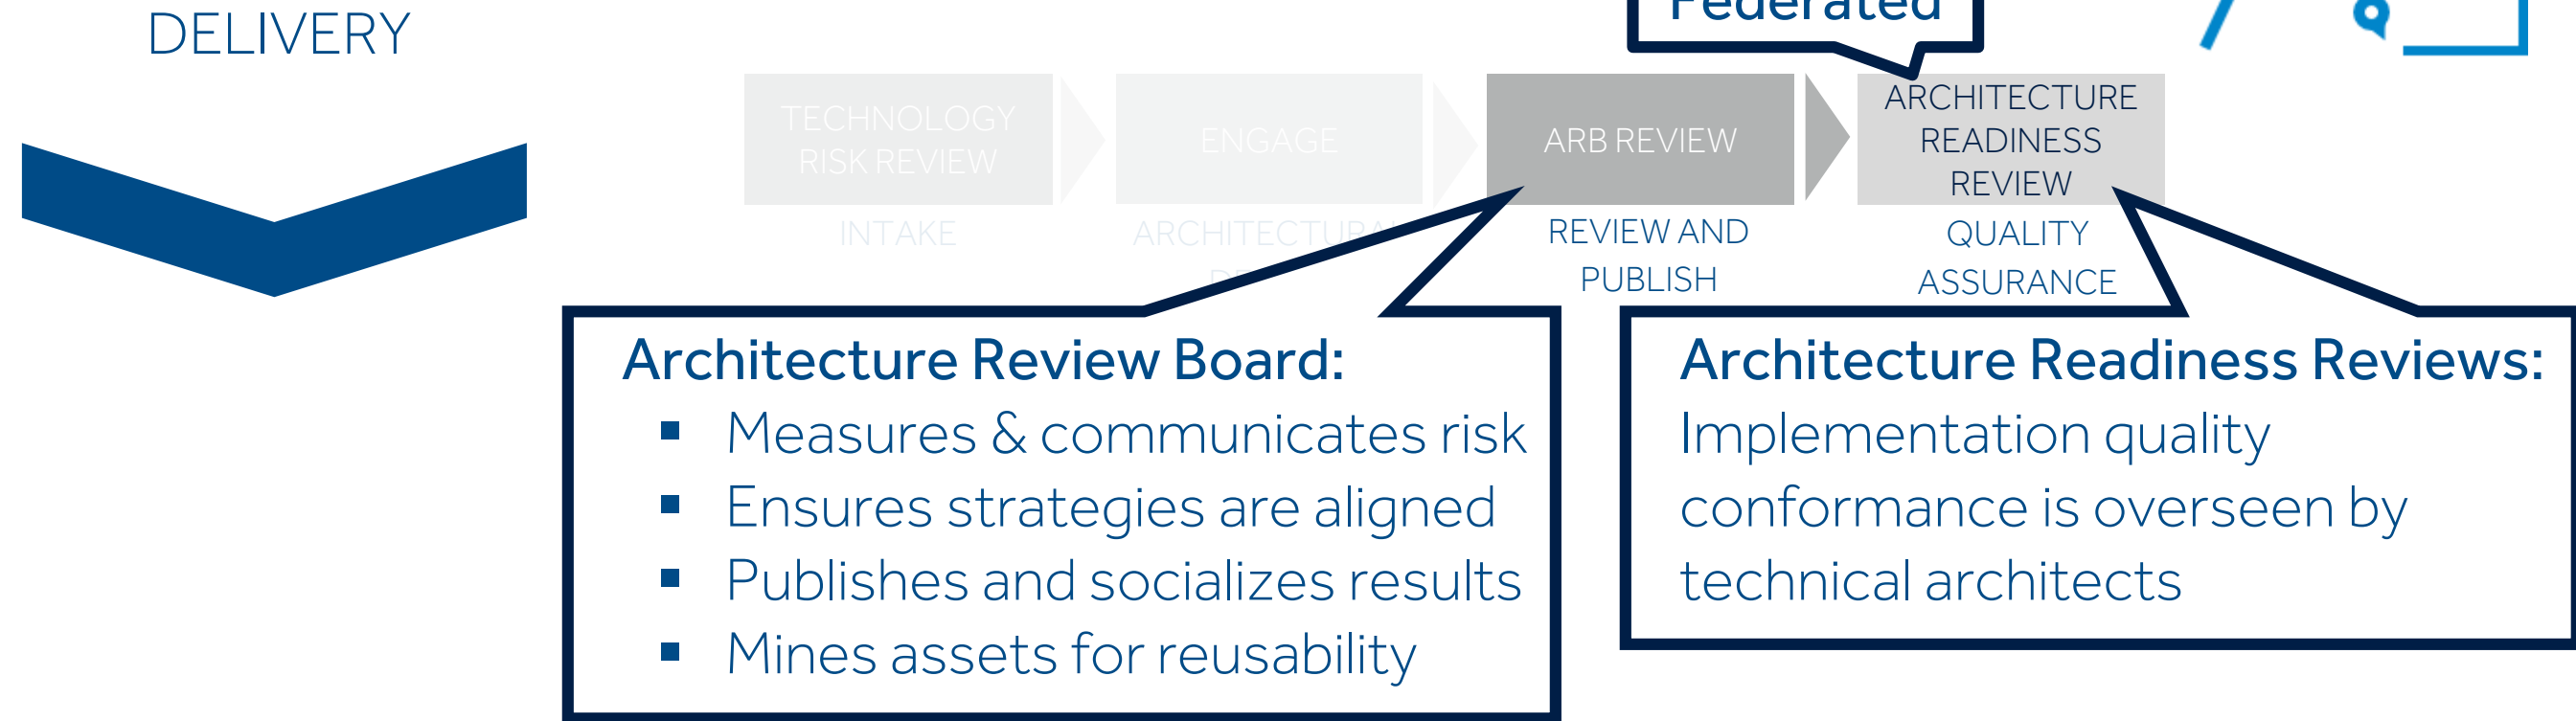 DELIVERY
Federated
TECHNOLOGY
RISK REVIEW
ENGAGE
ARB REVIEW
ARCHITECTURE
READINESS
REVIEW
INTAKE
ARCHITECTURAL
REVIEW AND
PUBLISH
QUALITY
ASSURANCE
Architecture Review Board:
▪ Measures & communicates risk
▪ Ensures strategies are aligned
▪ Publishes and socializes results
▪ Mines assets for reusability
Architecture Readiness Reviews:
Implementation quality
conformance is overseen by
technical architects